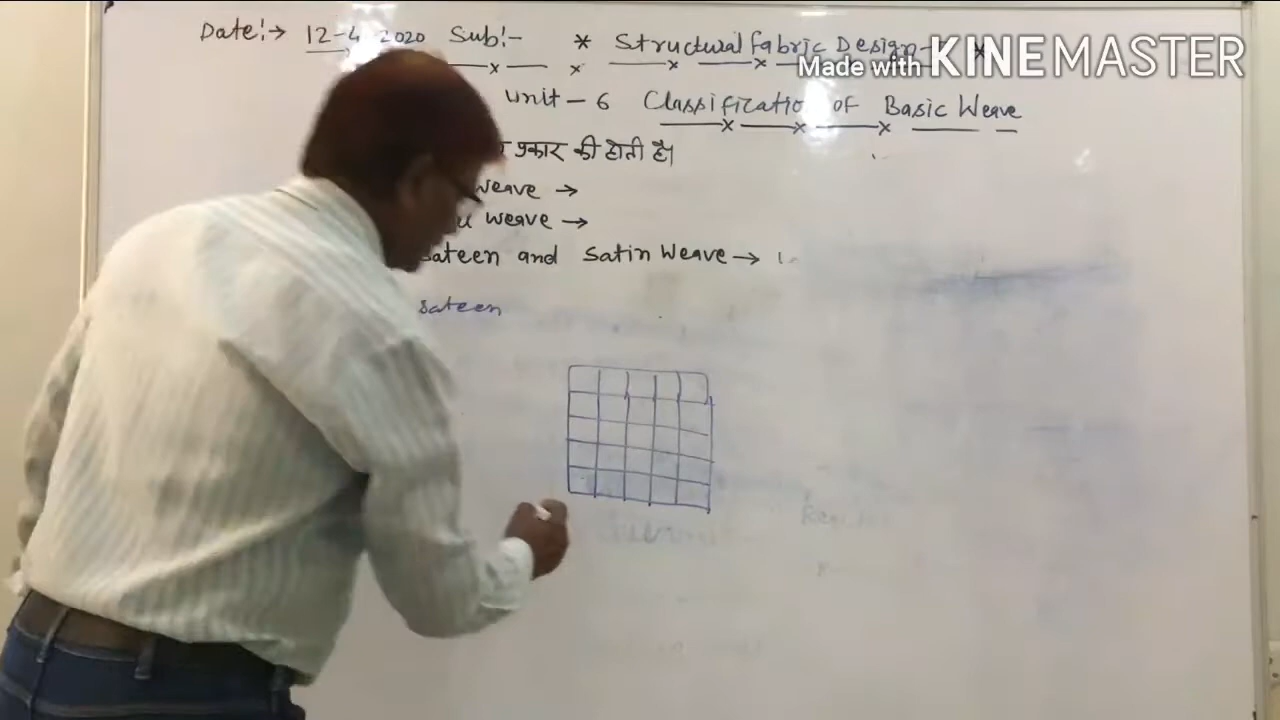 Date:→ 12-4 2020 Sub:- * Structural Fabric Design-
Made with KINEMASTER
Unit - 6 Classification of Basic Weave
प्रकार की होती है।
weave →
weave →
Sateen and Satin Weave →
Sateen